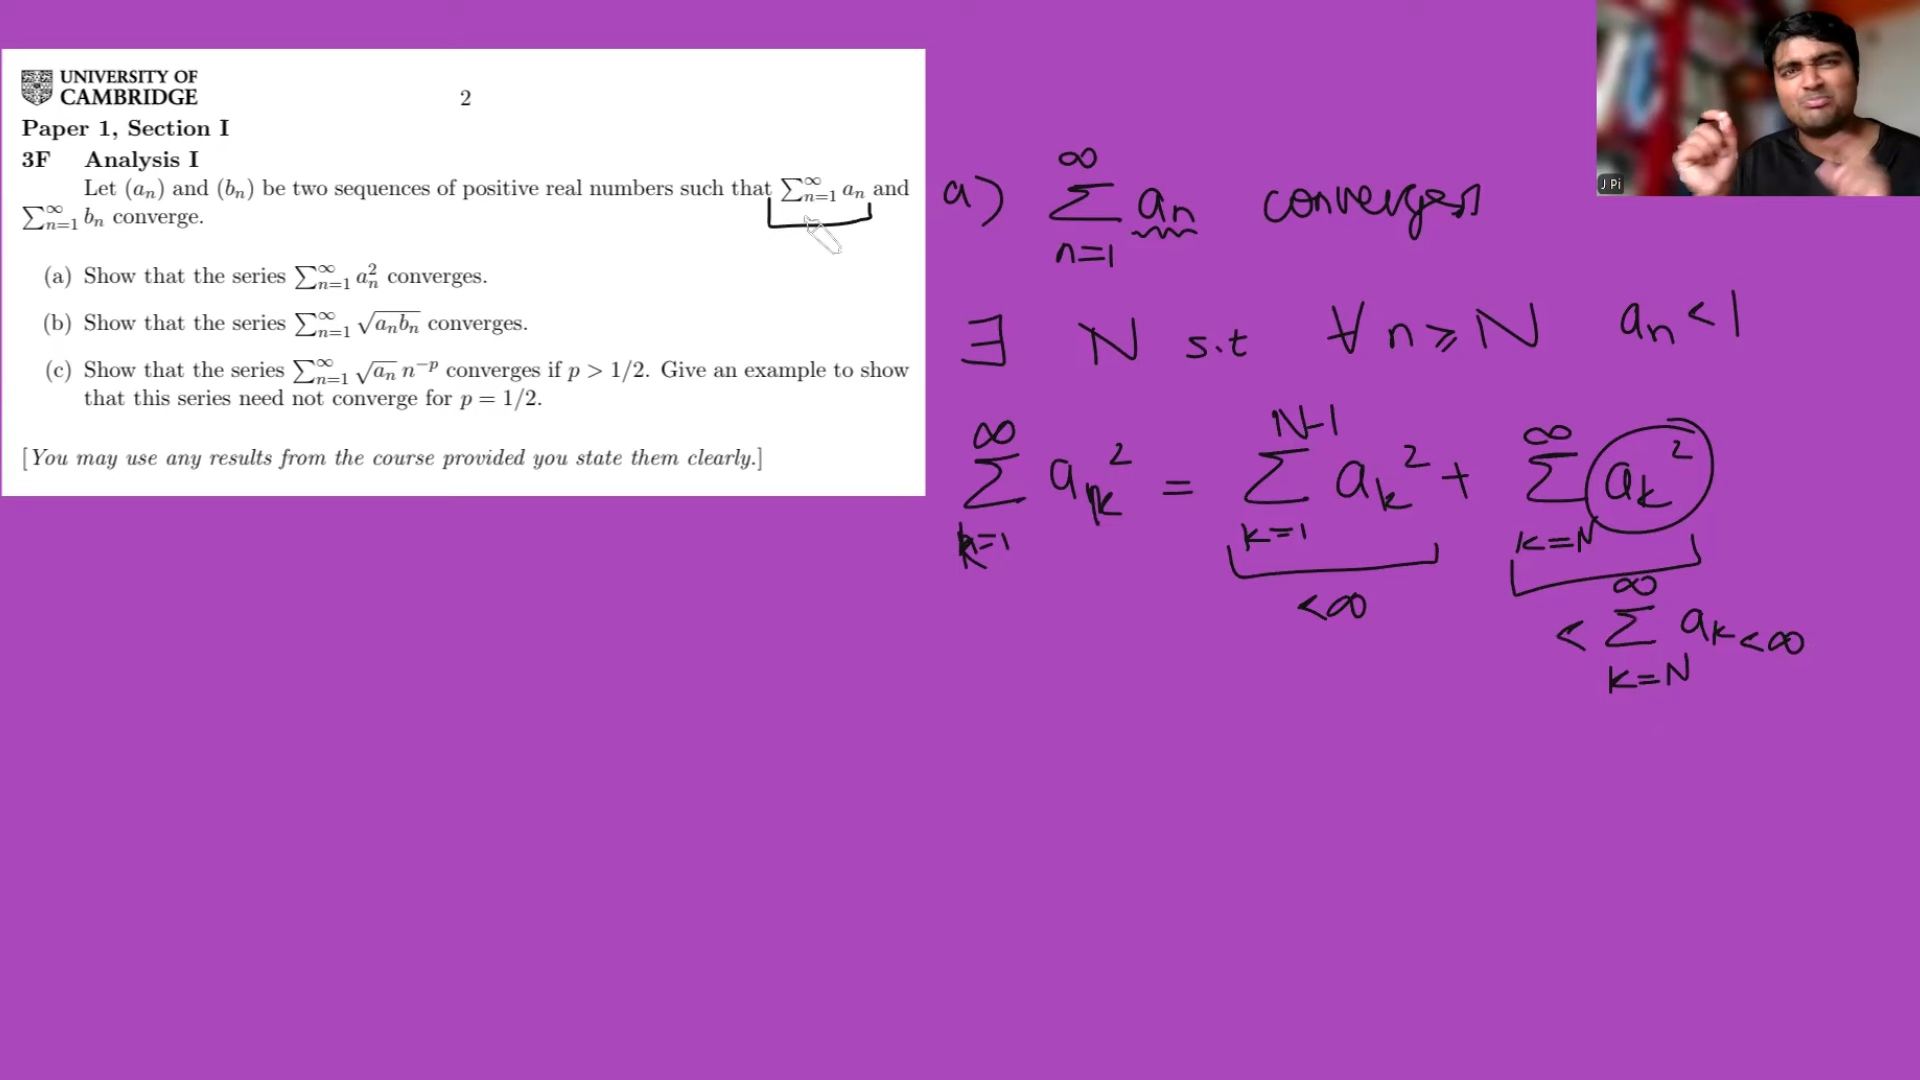 UNIVERSITY OF
CAMBRIDGE
2
Paper 1, Section I
3F Analysis I
Let (aₙ) and (bₙ) be two sequences of positive real numbers such that ∑_{n=1}^{∞} aₙ and
∑_{n=1}^{∞} bₙ converge.
(a) Show that the series ∑_{n=1}^{∞} aₙ² converges.
(b) Show that the series ∑_{n=1}^{∞} √(aₙbₙ) converges.
(c) Show that the series ∑_{n=1}^{∞} √aₙ n⁻ᵖ converges if p > 1/2. Give an example to show
that this series need not converge for p = 1/2.
[You may use any results from the course provided you state them clearly.]
a) ∑_{n=1}^{∞} aₙ converges
∃ N s.t ∀ n ≥ N aₙ < 1
∑_{k=1}^{∞} aₖ² = ∑_{k=1}^{N-1} aₖ² + ∑_{k=N}^{∞} aₖ²
<∞
< ∑_{k=N}^{∞} aₖ < ∞
J Pi